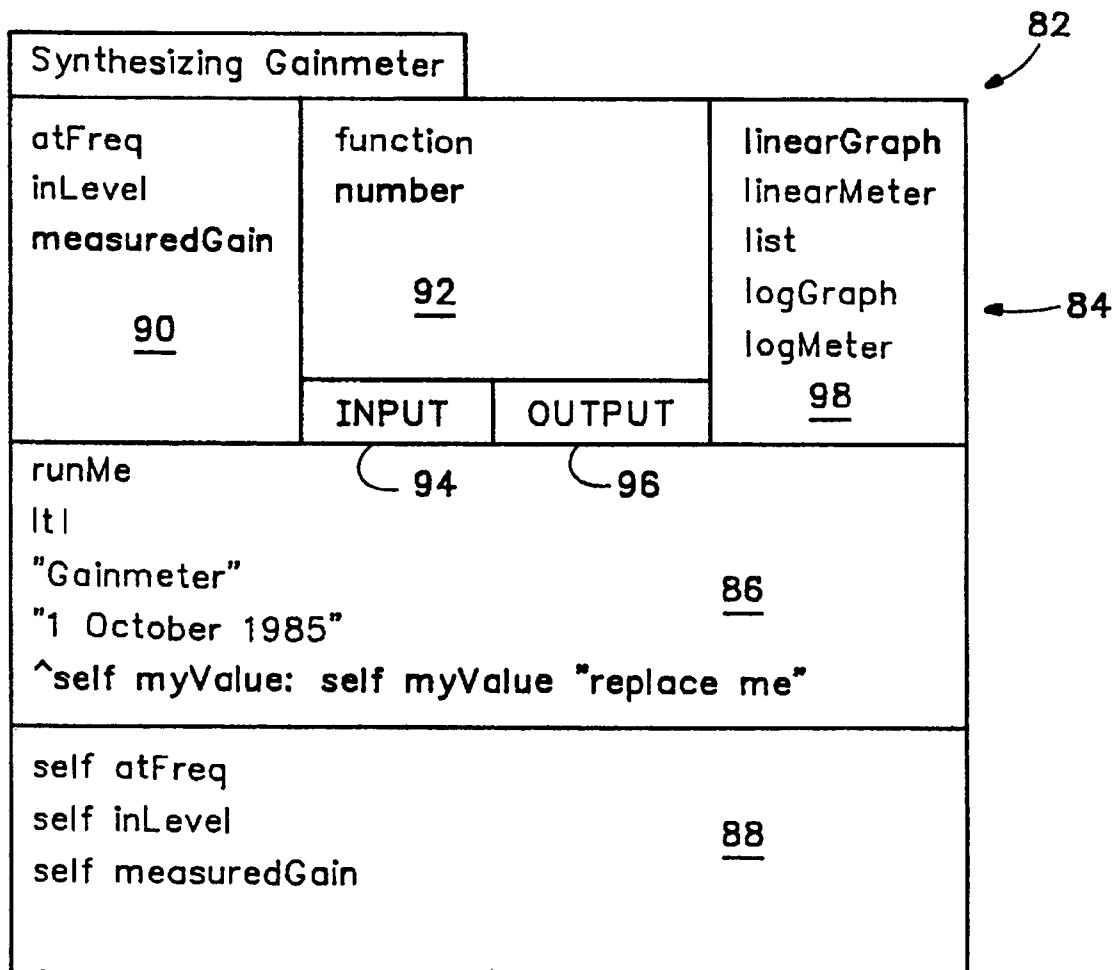 82
Synthesizing Gainmeter
atFreq
inLevel
measuredGain
90
function
number
92
INPUT
OUTPUT
linearGraph
linearMeter
list
logGraph
logMeter
98
84
94
96
runMe
|t|
"Gainmeter"
"1 October 1985"
^self myValue: self myValue "replace me"
86
self atFreq
self inLevel
self measuredGain
88